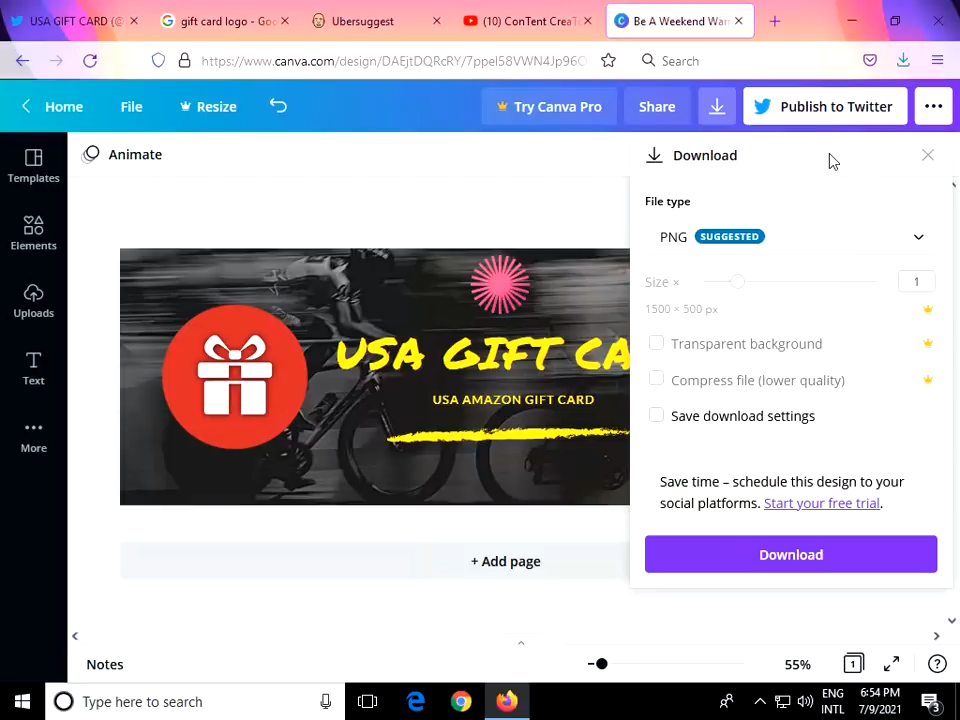 USA GIFT CARD (@
gift card logo - Goo
Ubersuggest
(10) ConTent Creat
Be A Weekend War
https://www.canva.com/design/DAEjtDQRcRY/7ppel58VWN4Jp96C
Search
Home
File
Resize
Try Canva Pro
Share
Publish to Twitter
Animate
Download
Templates
Elements
Uploads
Text
More
File type
PNG SUGGESTED
Size ×
1
1500 × 500 px
Transparent background
Compress file (lower quality)
Save download settings
Save time – schedule this design to your
social platforms. Start your free trial.
Download
USA GIFT CA
USA AMAZON GIFT CARD
+ Add page
Notes
55%
1
Type here to search
ENG
INTL
6:54 PM
7/9/2021
3